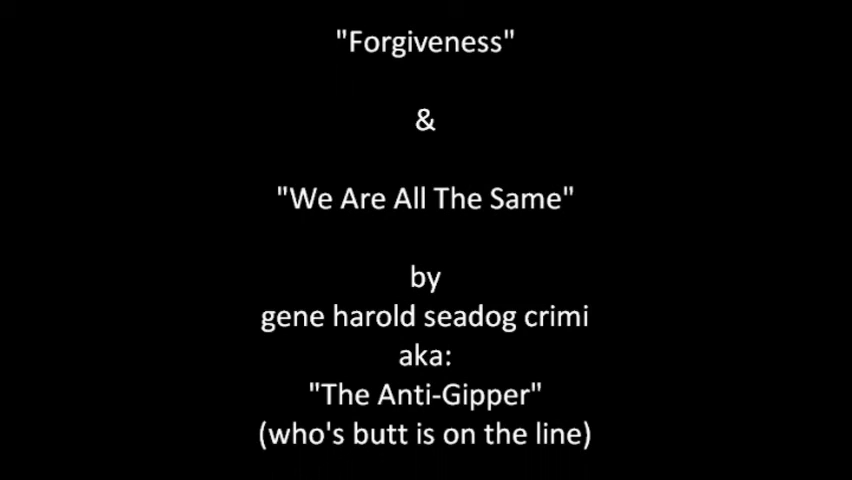 "Forgiveness"
&
"We Are All The Same"
by
gene harold seadog crimi
aka:
"The Anti-Gipper"
(who's butt is on the line)